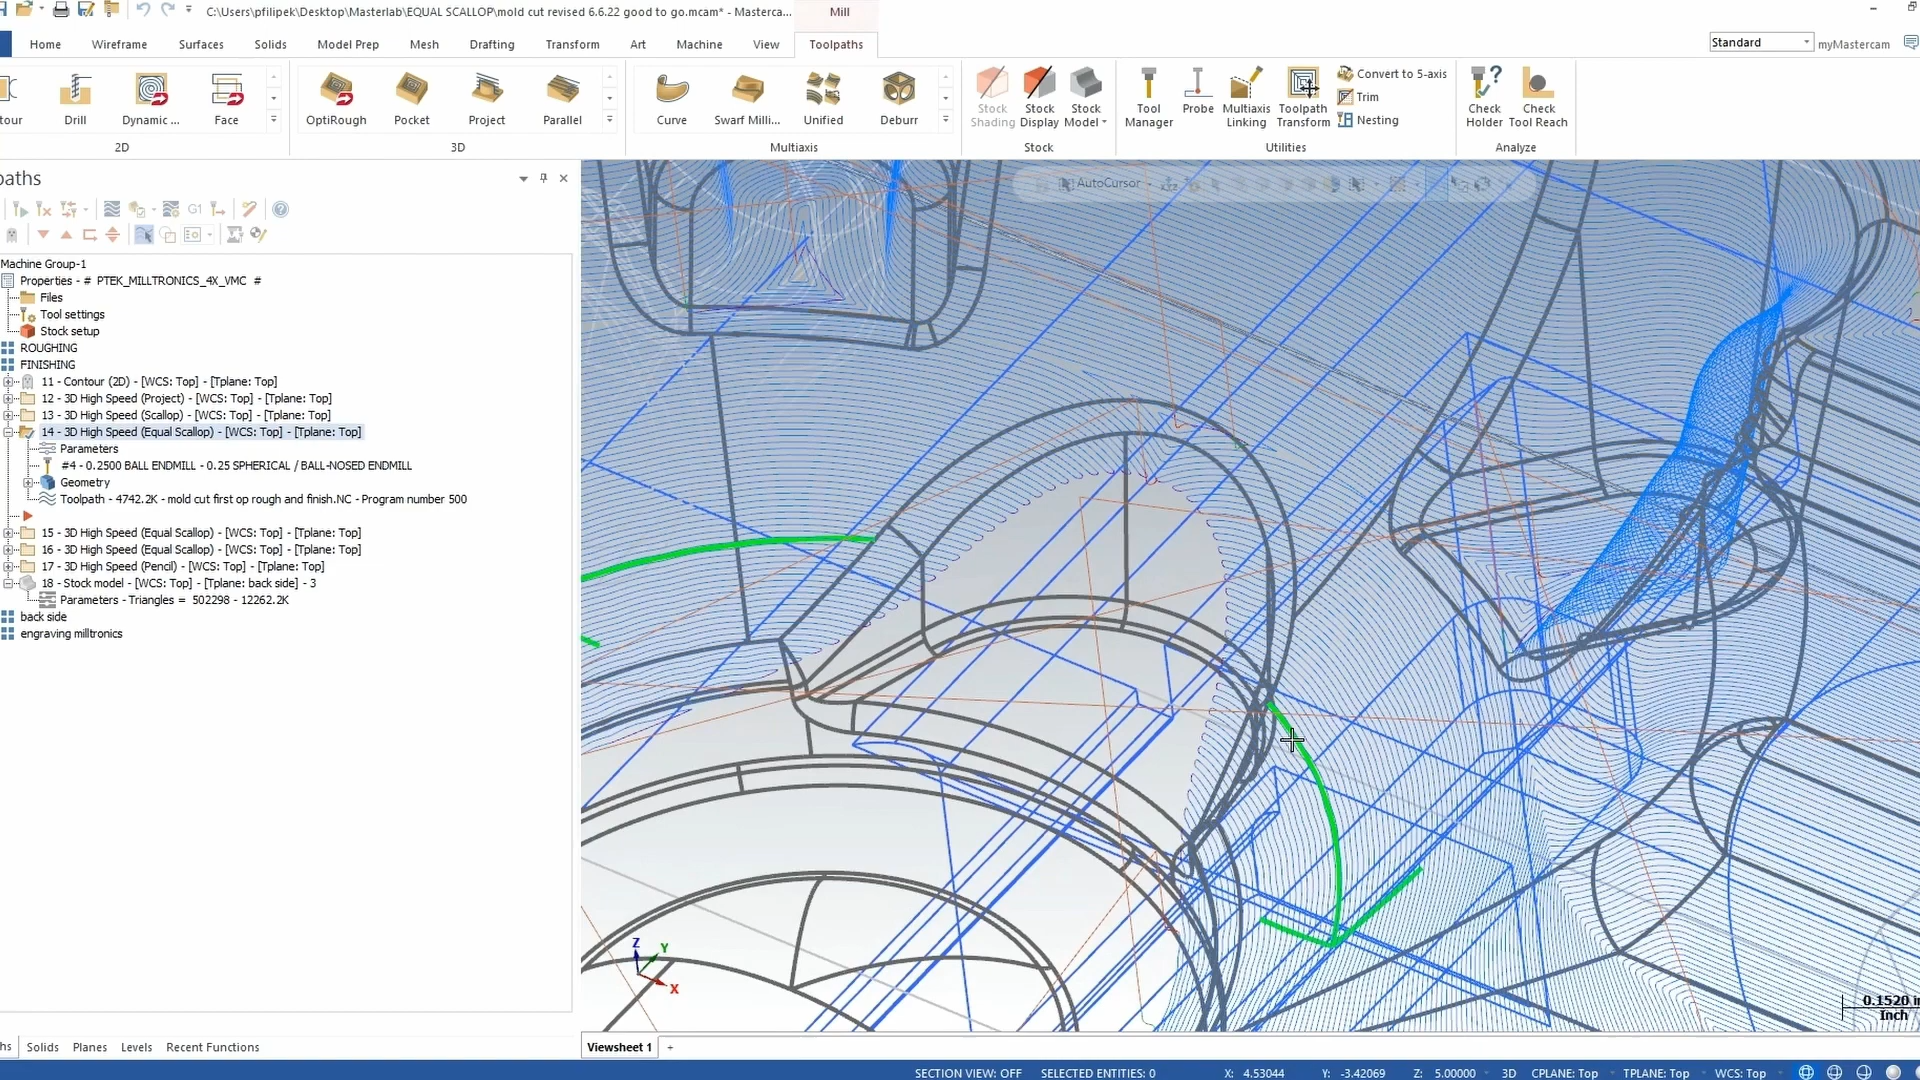 C:\Users\pfilipek\Desktop\Masterlab\EQUAL SCALLOP\mold cut revised 6.6.22 good to go.mcam* - Masterca...
Mill
Home Wireframe Surfaces Solids Model Prep Mesh Drafting Transform Art Machine View Toolpaths
Standard myMastercam
tour Drill Dynamic ... Face
OptiRough Pocket Project Parallel
Curve Swarf Milli... Unified Deburr
Stock Shading Stock Display Stock Model
Tool Manager Probe Multiaxis Linking Toolpath Transform
Convert to 5-axis
Trim
Nesting
Check Holder Check Tool Reach
2D 3D Multiaxis Stock Utilities Analyze
paths
AutoCursor
G1
Machine Group-1
Properties - # PTEK_MILLTRONICS_4X_VMC #
Files
Tool settings
Stock setup
ROUGHING
FINISHING
11 - Contour (2D) - [WCS: Top] - [Tplane: Top]
12 - 3D High Speed (Project) - [WCS: Top] - [Tplane: Top]
13 - 3D High Speed (Scallop) - [WCS: Top] - [Tplane: Top]
14 - 3D High Speed (Equal Scallop) - [WCS: Top] - [Tplane: Top]
Parameters
#4 - 0.2500 BALL ENDMILL - 0.25 SPHERICAL / BALL-NOSED ENDMILL
Geometry
Toolpath - 4742.2K - mold cut first op rough and finish.NC - Program number 500
15 - 3D High Speed (Equal Scallop) - [WCS: Top] - [Tplane: Top]
16 - 3D High Speed (Equal Scallop) - [WCS: Top] - [Tplane: Top]
17 - 3D High Speed (Pencil) - [WCS: Top] - [Tplane: Top]
18 - Stock model - [WCS: Top] - [Tplane: back side] - 3
Parameters - Triangles = 502298 - 12262.2K
back side
engraving milltronics
Z Y X
0.1520 in
Inch
hs Solids Planes Levels Recent Functions
Viewsheet 1 +
SECTION VIEW: OFF SELECTED ENTITIES: 0 X: 4.53044 Y: -3.42069 Z: 5.00000 3D CPLANE: Top TPLANE: Top WCS: Top